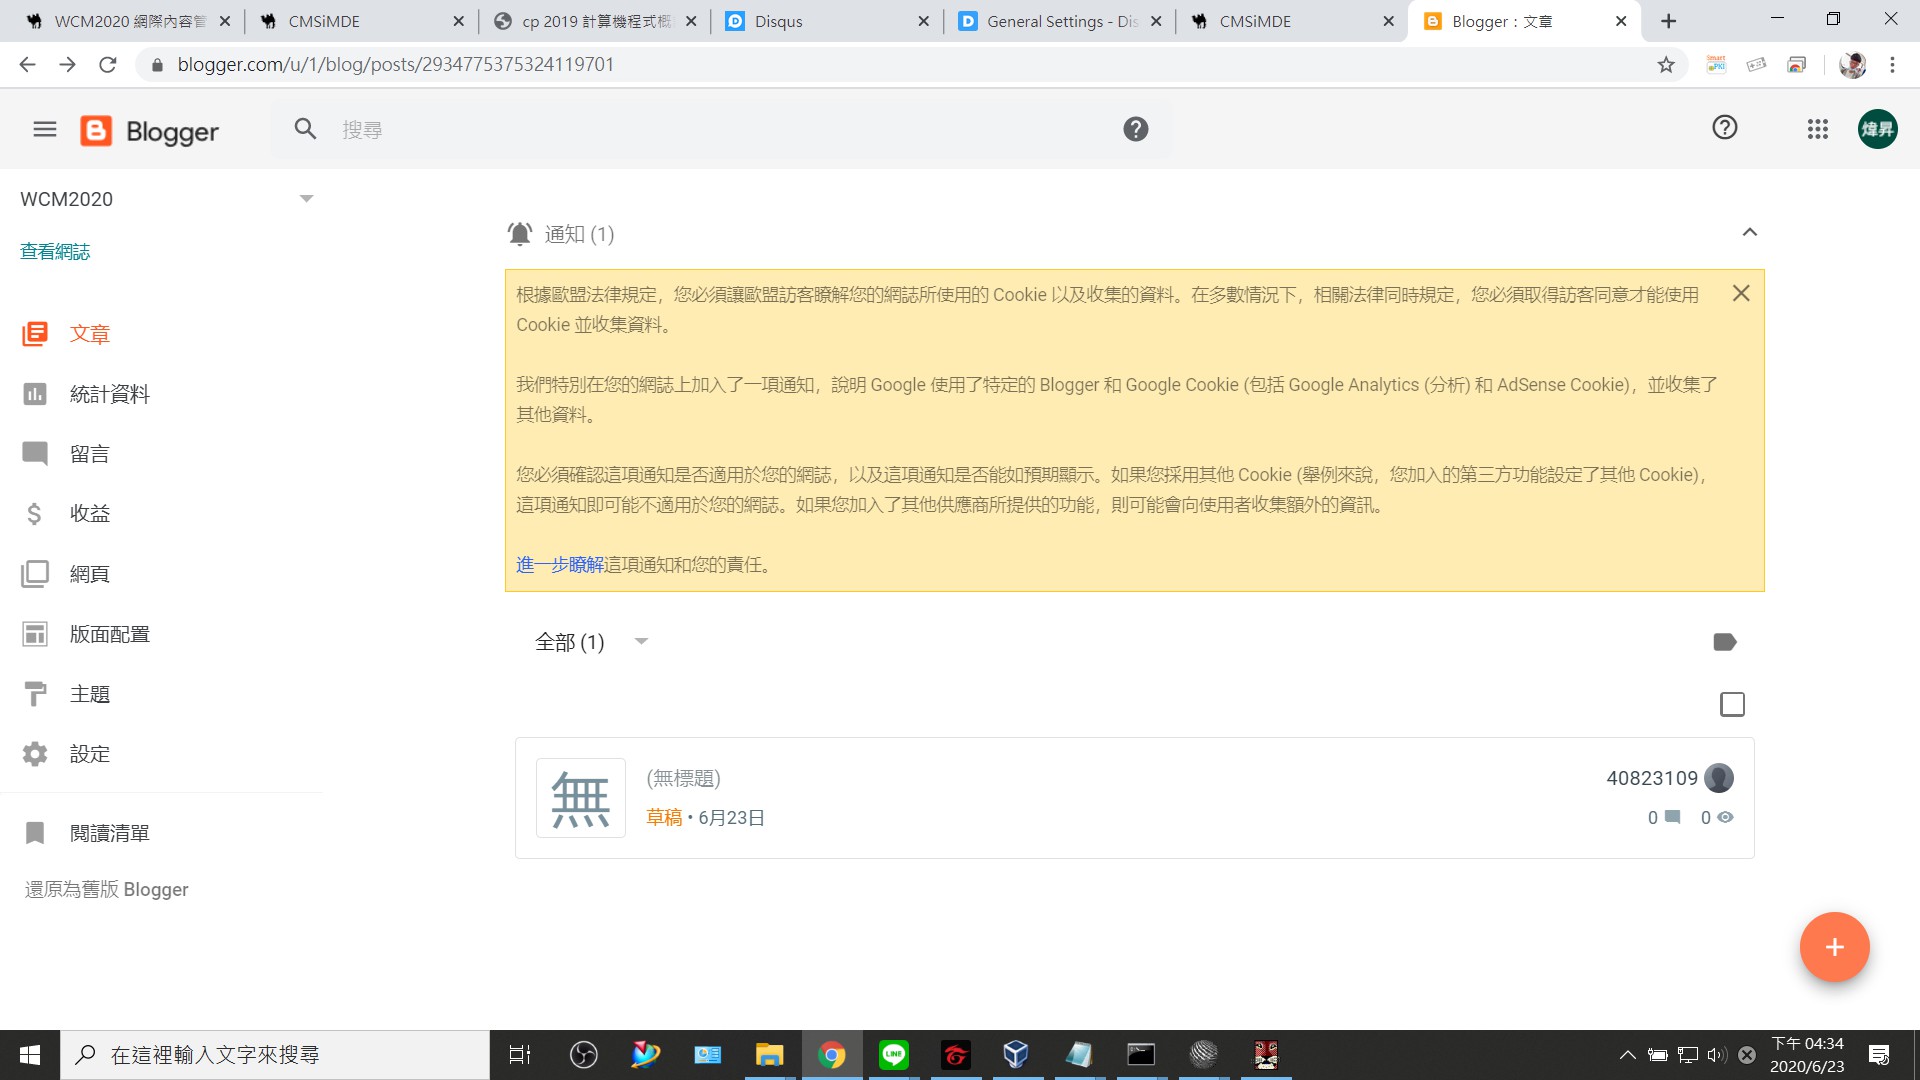 WCM2020 網際內容管
CMSiMDE
cp 2019 計算機程式概
Disqus
General Settings - Dis
CMSiMDE
Blogger：文章
blogger.com/u/1/blog/posts/2934775375324119701
Blogger
搜尋
煒昇
WCM2020
查看網誌
文章
統計資料
留言
收益
網頁
版面配置
主題
設定
閱讀清單
還原為舊版 Blogger
通知 (1)
根據歐盟法律規定，您必須讓歐盟訪客瞭解您的網誌所使用的 Cookie 以及收集的資料。在多數情況下，相關法律同時規定，您必須取得訪客同意才能使用
Cookie 並收集資料。
我們特別在您的網誌上加入了一項通知，說明 Google 使用了特定的 Blogger 和 Google Cookie (包括 Google Analytics (分析) 和 AdSense Cookie)，並收集了
其他資料。
您必須確認這項通知是否適用於您的網誌，以及這項通知是否能如預期顯示。如果您採用其他 Cookie (舉例來說，您加入的第三方功能設定了其他 Cookie)，
這項通知即可能不適用於您的網誌。如果您加入了其他供應商所提供的功能，則可能會向使用者收集額外的資訊。
進一步瞭解這項通知和您的責任。
全部 (1)
無
(無標題)
草稿 • 6月23日
40823109
0
0
在這裡輸入文字來搜尋
LINE
下午 04:34
2020/6/23